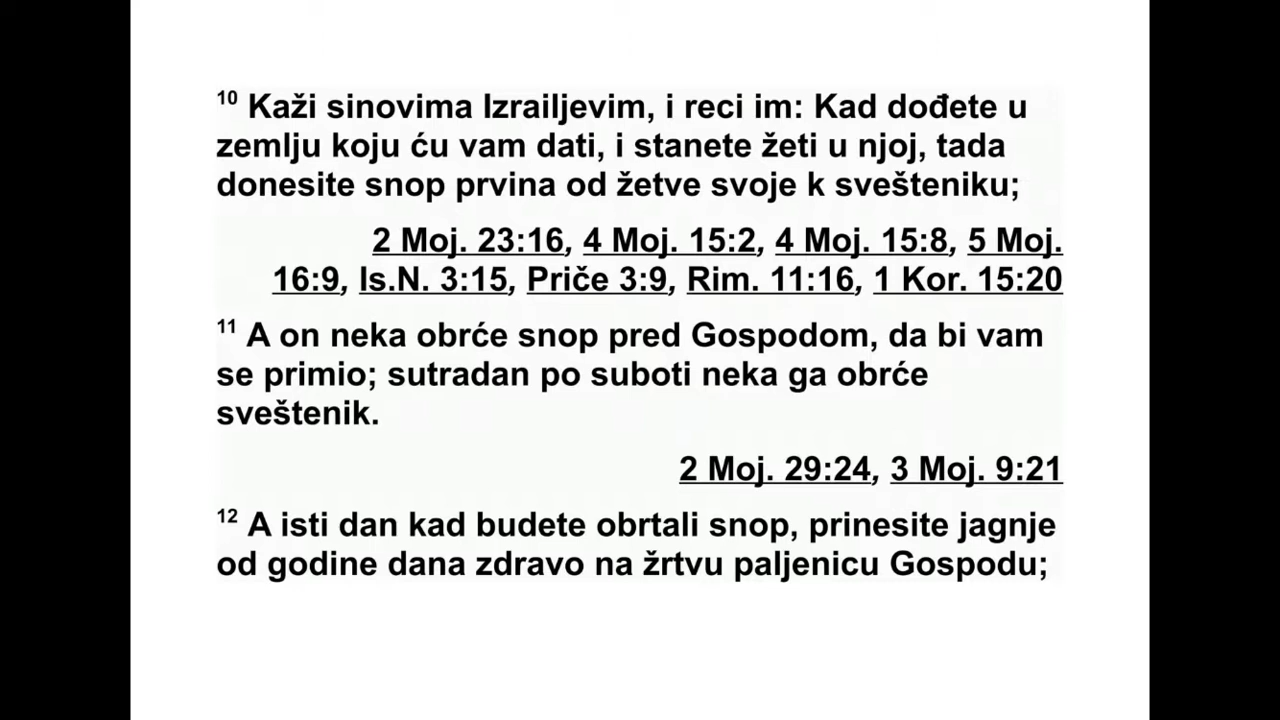 10 Kaži sinovima Izrailjevim, i reci im: Kad dođete u
zemlju koju ću vam dati, i stanete žeti u njoj, tada
donesite snop prvina od žetve svoje k svešteniku;
2 Moj. 23:16, 4 Moj. 15:2, 4 Moj. 15:8, 5 Moj.
16:9, Is.N. 3:15, Priče 3:9, Rim. 11:16, 1 Kor. 15:20
11 A on neka obrće snop pred Gospodom, da bi vam
se primio; sutradan po suboti neka ga obrće
sveštenik.
2 Moj. 29:24, 3 Moj. 9:21
12 A isti dan kad budete obrtali snop, prinesite jagnje
od godine dana zdravo na žrtvu paljenicu Gospodu;